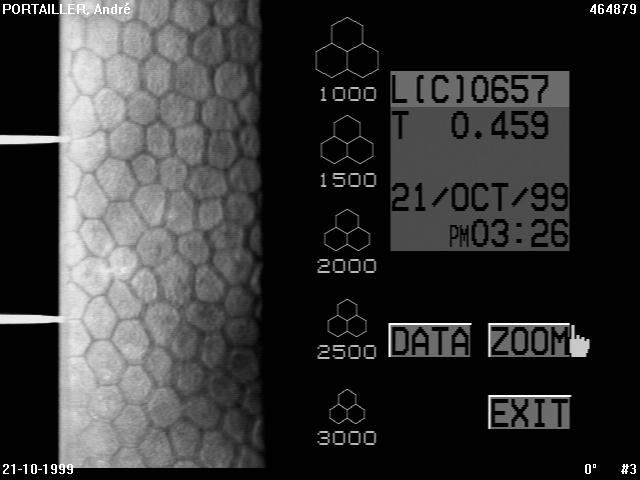 PORTAILLER, André
464879
1000
1500
2000
2500
3000
L(C)0657
T 0.459
21/OCT/99
PM03:26
DATA
ZOOM
EXIT
21-10-1999
0°
#3